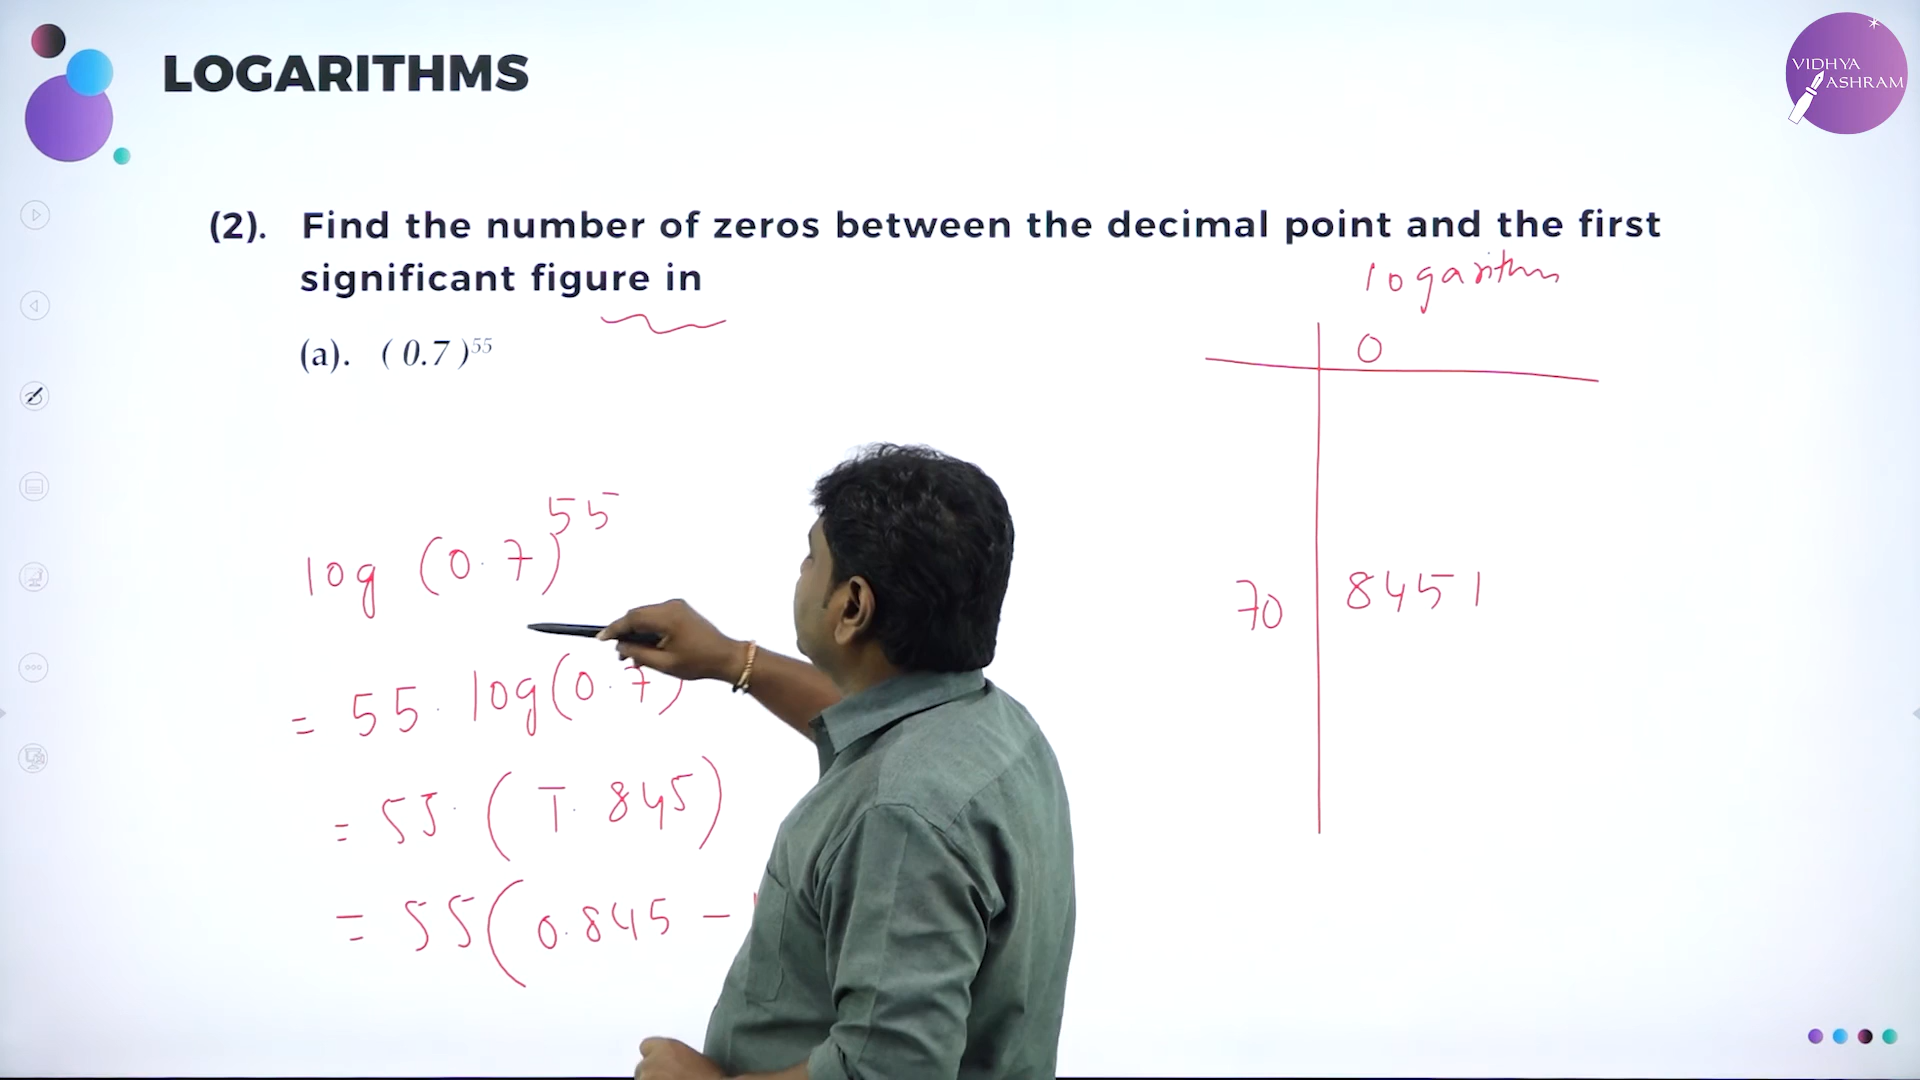 LOGARITHMS
VIDHYA
ASHRAM
(2). Find the number of zeros between the decimal point and the first
significant figure in
(a). ( 0.7 )⁵⁵
logarithm
0
70 8451
log (0.7)⁵⁵
= 55. log(0.7)
= 55. ( 1̅. 845)
= 55( 0.845 –